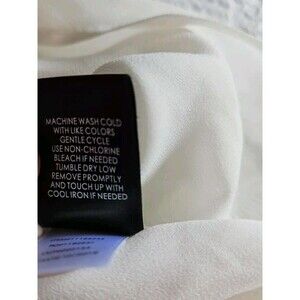 MACHINE WASH COLD
WITH LIKE COLORS
GENTLE CYCLE
USE NON-CHLORINE
BLEACH IF NEEDED
TUMBLE DRY LOW
REMOVE PROMPTLY
AND TOUCH UP WITH
COOL IRON IF NEEDED